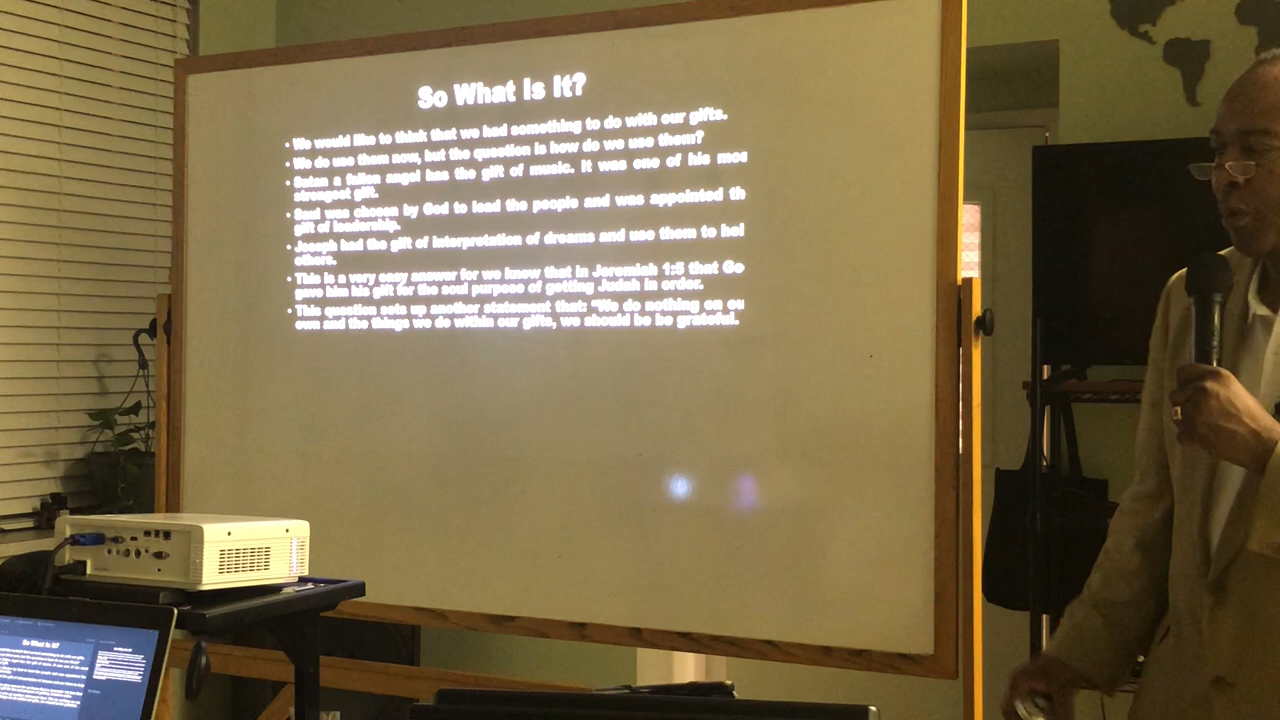 So What Is It?
• We would like to think that we had something to do with our gifts.
• We do use them now, but the question is how do we use them?
• Satan a fallen angel has the gift of music. It was one of his mos
strongest gift.
• Saul was chosen by God to lead the people and was appointed th
gift of leadership.
• Joseph had the gift of interpretation of dreams and use them to hel
others.
• This is a very easy answer for we know that in Jeremiah 1:5 that Go
gave him his gift for the soul purpose of getting Judah in order.
• This question sets up another statement that: "We do nothing on ou
own and the things we do within our gifts, we should be be grateful.
So What Is It?